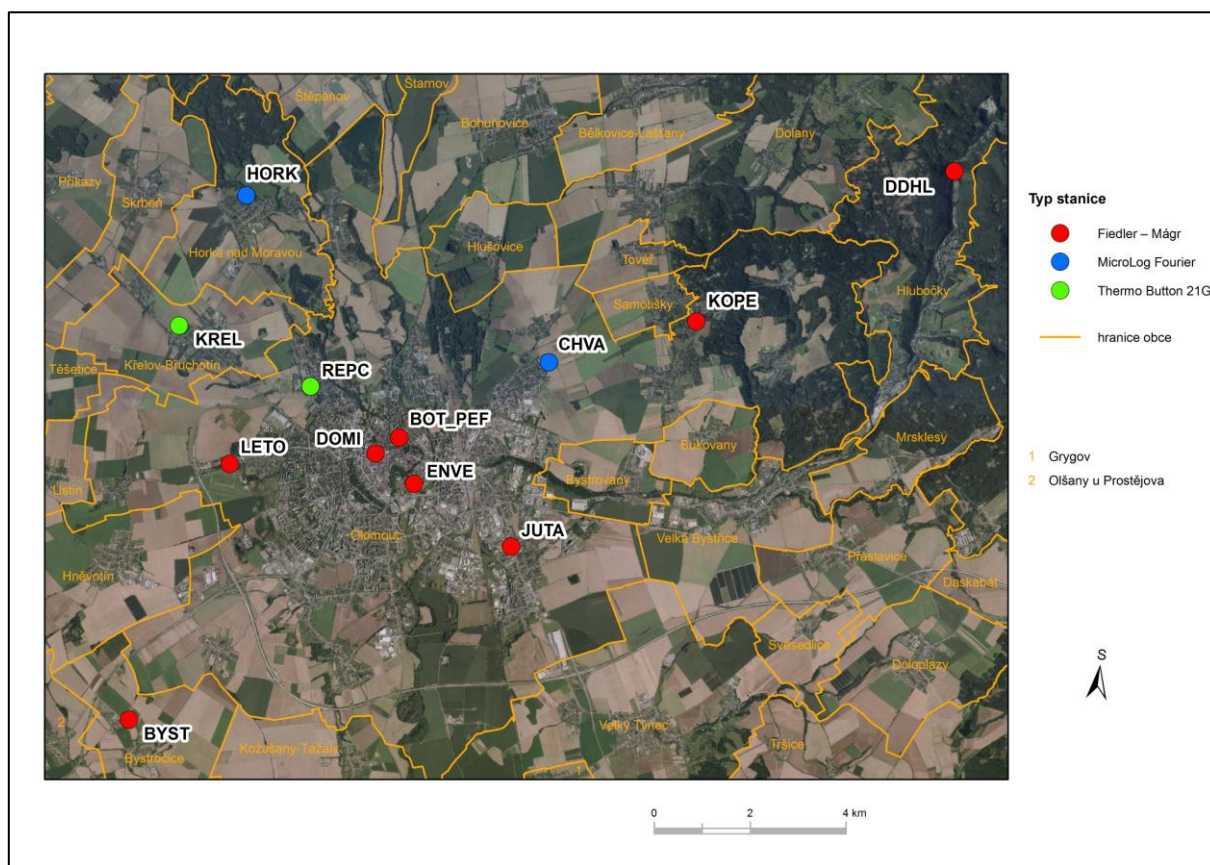 Štěpánov
Štarnov
Bohuňovice
Bělkovice-Lašťany
Dolany
HORK
DDHL
Příkazy
Skrbeň
Horka nad Moravou
Hlušovice
Tovéř
Samotišky
KOPE
Hlubočky
KREL
Křelov-Břuchotín
CHVA
Těšetice
REPC
BOT_PEF
DOMI
LETO
ENVE
Bukovany
Mrsklesy
Ústín
Bystrovany
JUTA
Olomouc
Velká Bystřice
Přáslavice
Hněvotín
Daskabát
Svésedlice
Doloplazy
2
BYST
Bystročice
Kožušany-Tážaly
Velký Týnec
Tršice
1
Typ stanice
Fiedler – Mágr
MicroLog Fourier
Thermo Button 21G
hranice obce
1 Grygov
2 Olšany u Prostějova
S
0 2 4 km